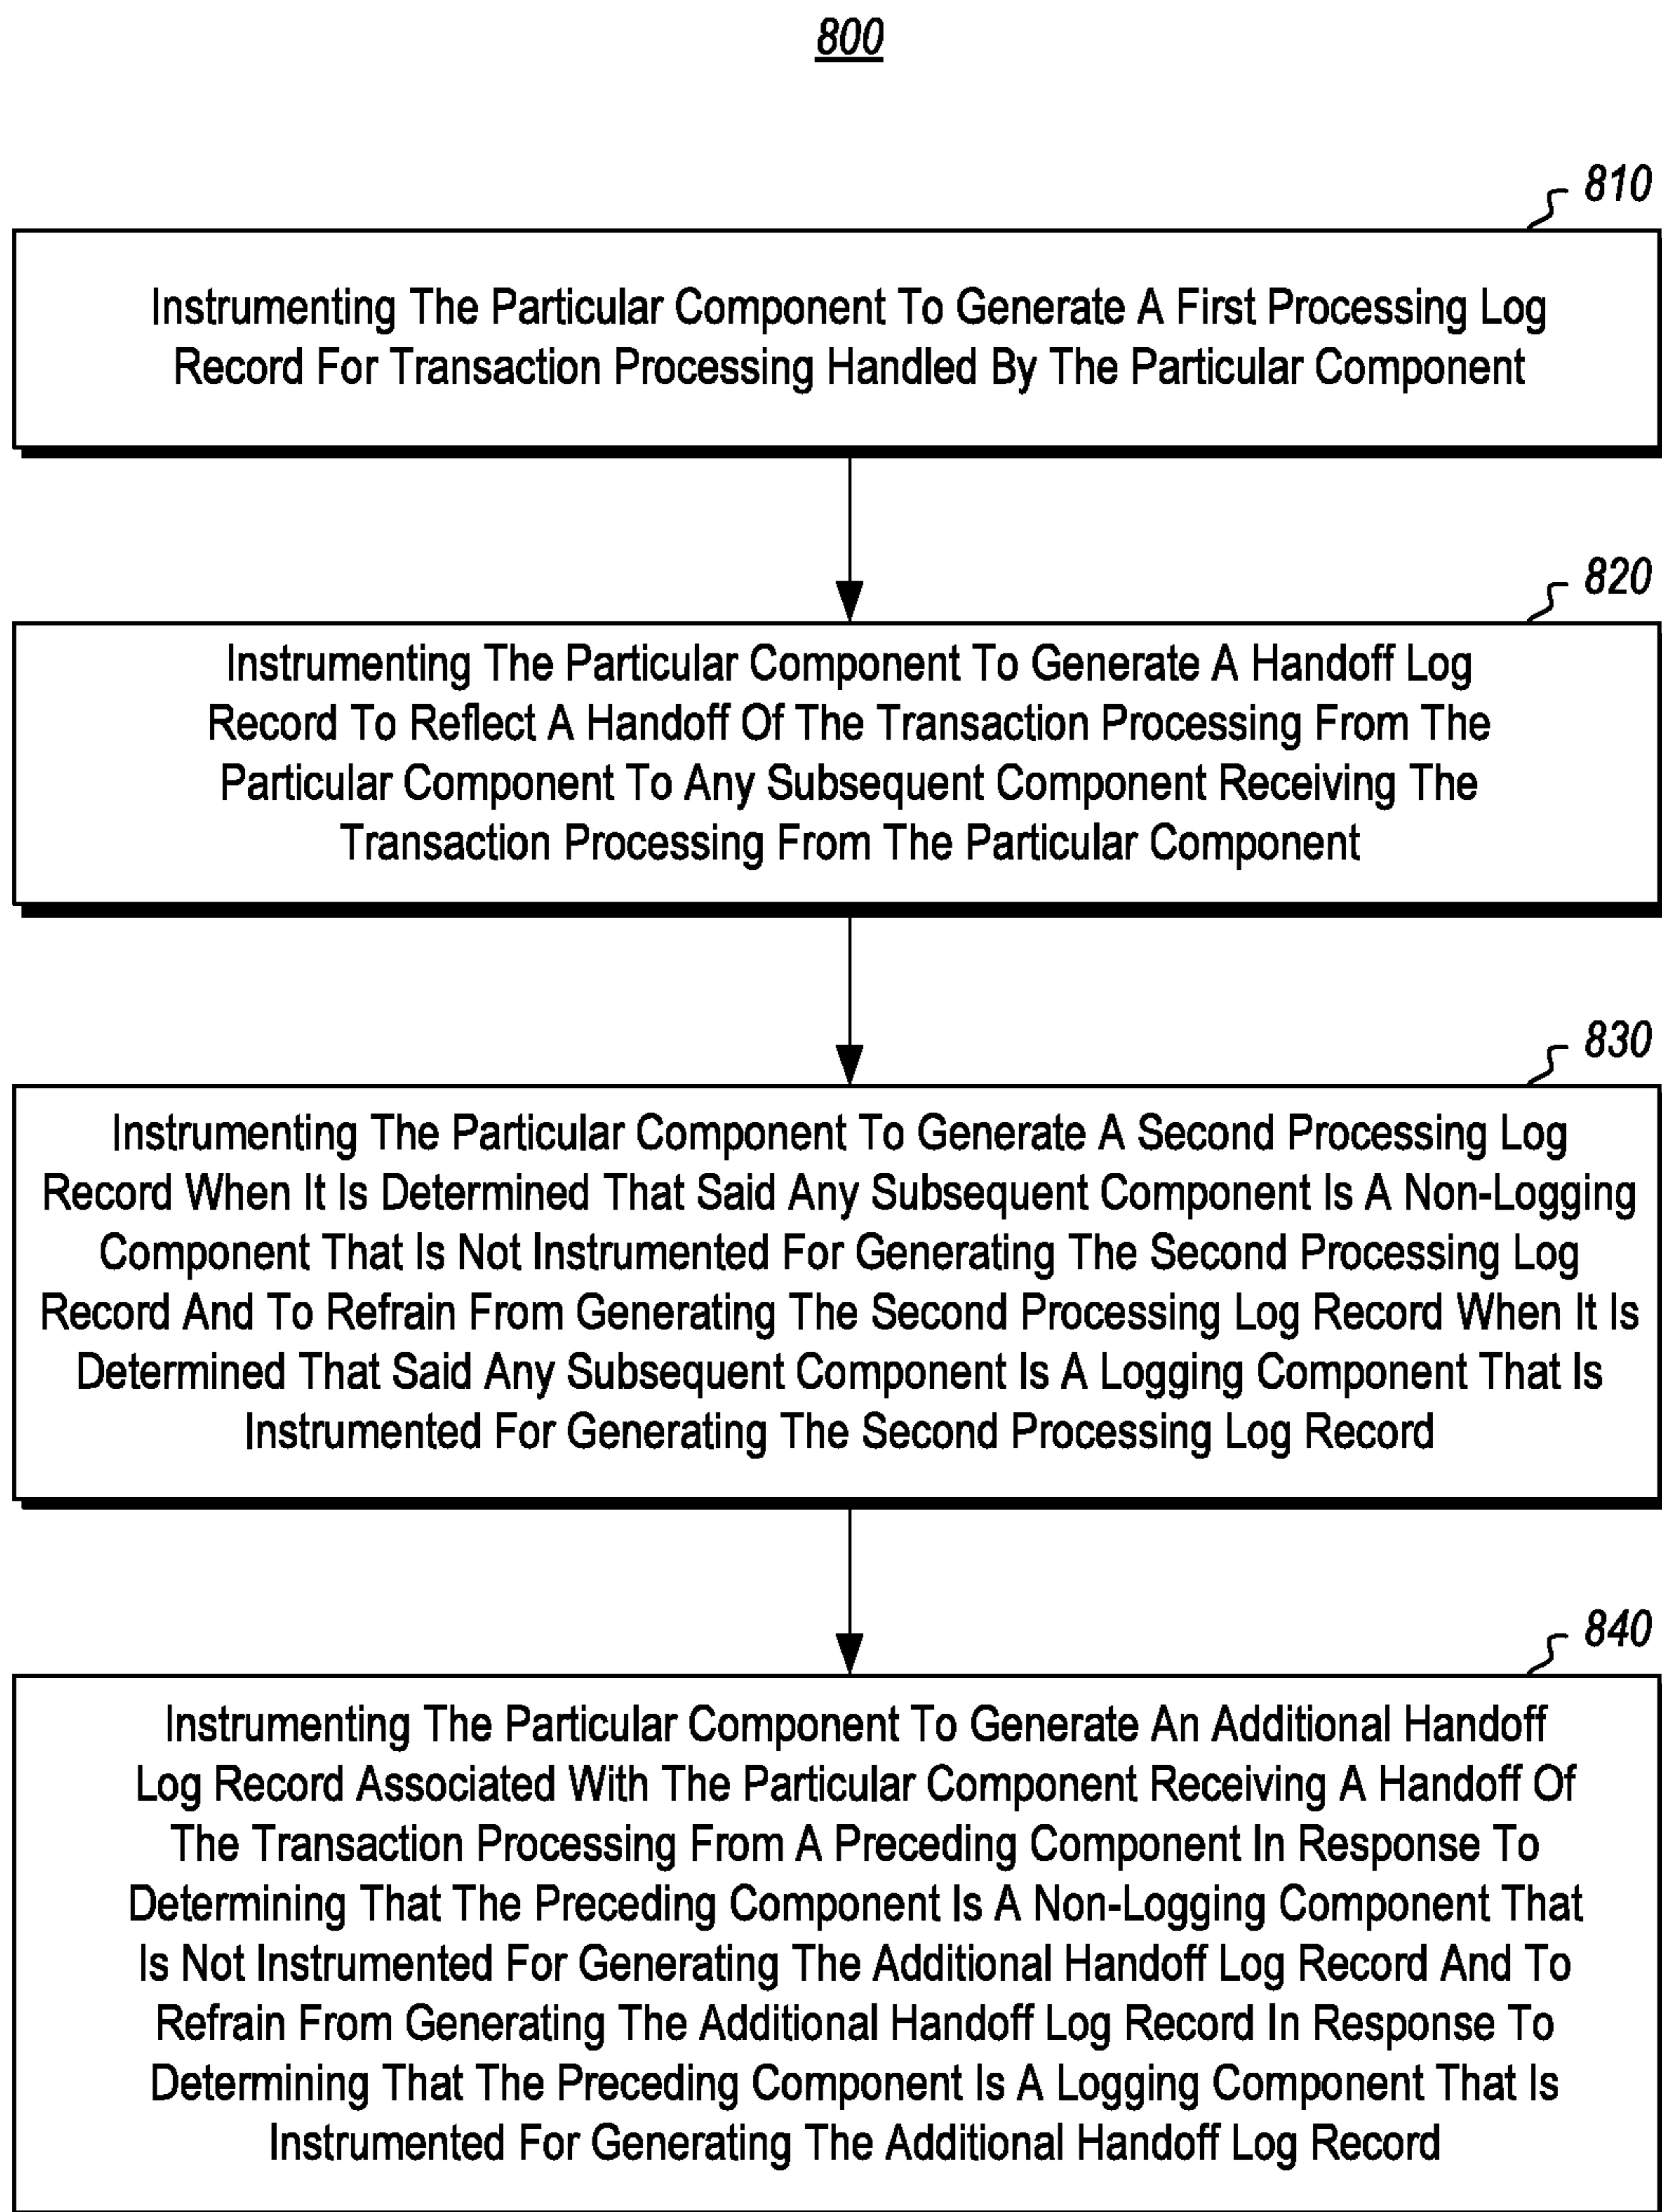 800
810
Instrumenting The Particular Component To Generate A First Processing Log
Record For Transaction Processing Handled By The Particular Component
820
Instrumenting The Particular Component To Generate A Handoff Log
Record To Reflect A Handoff Of The Transaction Processing From The
Particular Component To Any Subsequent Component Receiving The
Transaction Processing From The Particular Component
830
Instrumenting The Particular Component To Generate A Second Processing Log
Record When It Is Determined That Said Any Subsequent Component Is A Non-Logging
Component That Is Not Instrumented For Generating The Second Processing Log
Record And To Refrain From Generating The Second Processing Log Record When It Is
Determined That Said Any Subsequent Component Is A Logging Component That Is
Instrumented For Generating The Second Processing Log Record
840
Instrumenting The Particular Component To Generate An Additional Handoff
Log Record Associated With The Particular Component Receiving A Handoff Of
The Transaction Processing From A Preceding Component In Response To
Determining That The Preceding Component Is A Non-Logging Component That
Is Not Instrumented For Generating The Additional Handoff Log Record And To
Refrain From Generating The Additional Handoff Log Record In Response To
Determining That The Preceding Component Is A Logging Component That Is
Instrumented For Generating The Additional Handoff Log Record